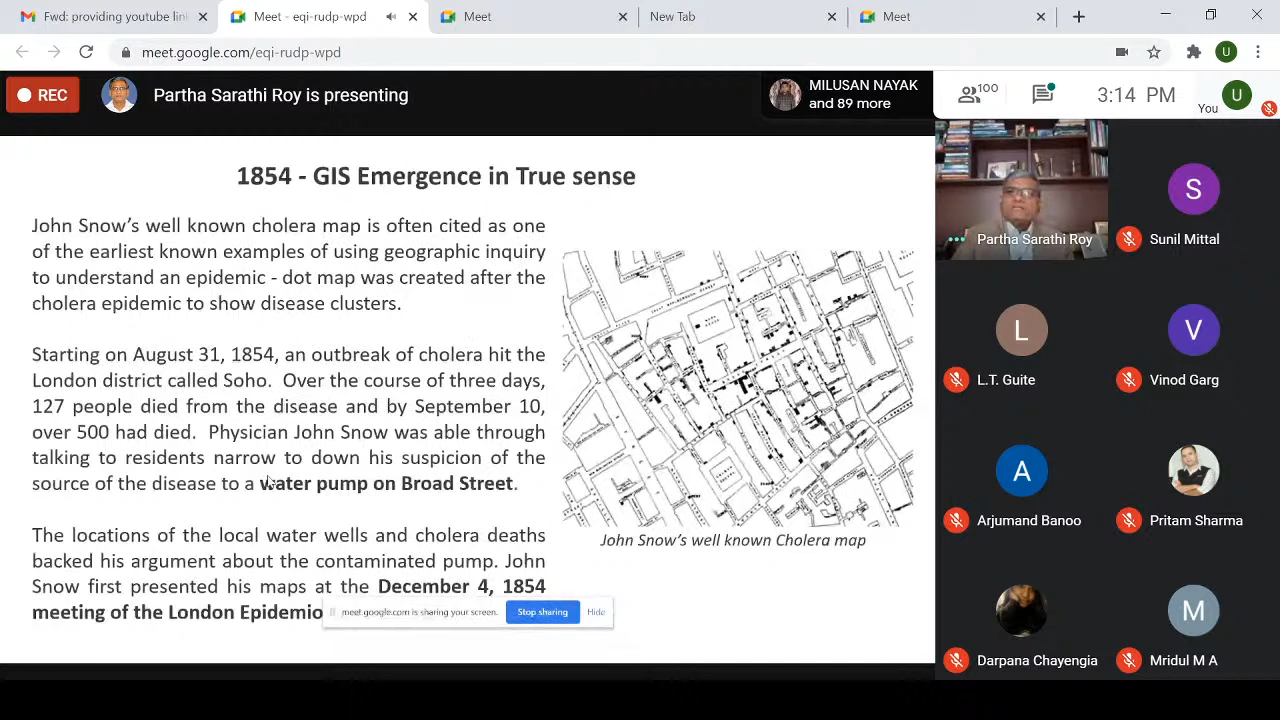 Fwd: providing youtube lin
Meet - eqi-rudp-wpd
Meet
New Tab
Meet
meet.google.com/eqi-rudp-wpd
U
REC
Partha Sarathi Roy is presenting
MILUSAN NAYAK
and 89 more
100
3:14 PM
You
U
1854 - GIS Emergence in True sense
John Snow’s well known cholera map is often cited as one
of the earliest known examples of using geographic inquiry
to understand an epidemic - dot map was created after the
cholera epidemic to show disease clusters.
Starting on August 31, 1854, an outbreak of cholera hit the
London district called Soho. Over the course of three days,
127 people died from the disease and by September 10,
over 500 had died. Physician John Snow was able through
talking to residents narrow to down his suspicion of the
source of the disease to a water pump on Broad Street.
The locations of the local water wells and cholera deaths
backed his argument about the contaminated pump. John
Snow first presented his maps at the December 4, 1854
meeting of the London Epidemio
John Snow’s well known Cholera map
meet.google.com is sharing your screen.
Stop sharing
Hide
Partha Sarathi Roy
S
Sunil Mittal
L
L.T. Guite
V
Vinod Garg
A
Arjumand Banoo
Pritam Sharma
Darpana Chayengia
M
Mridul M A